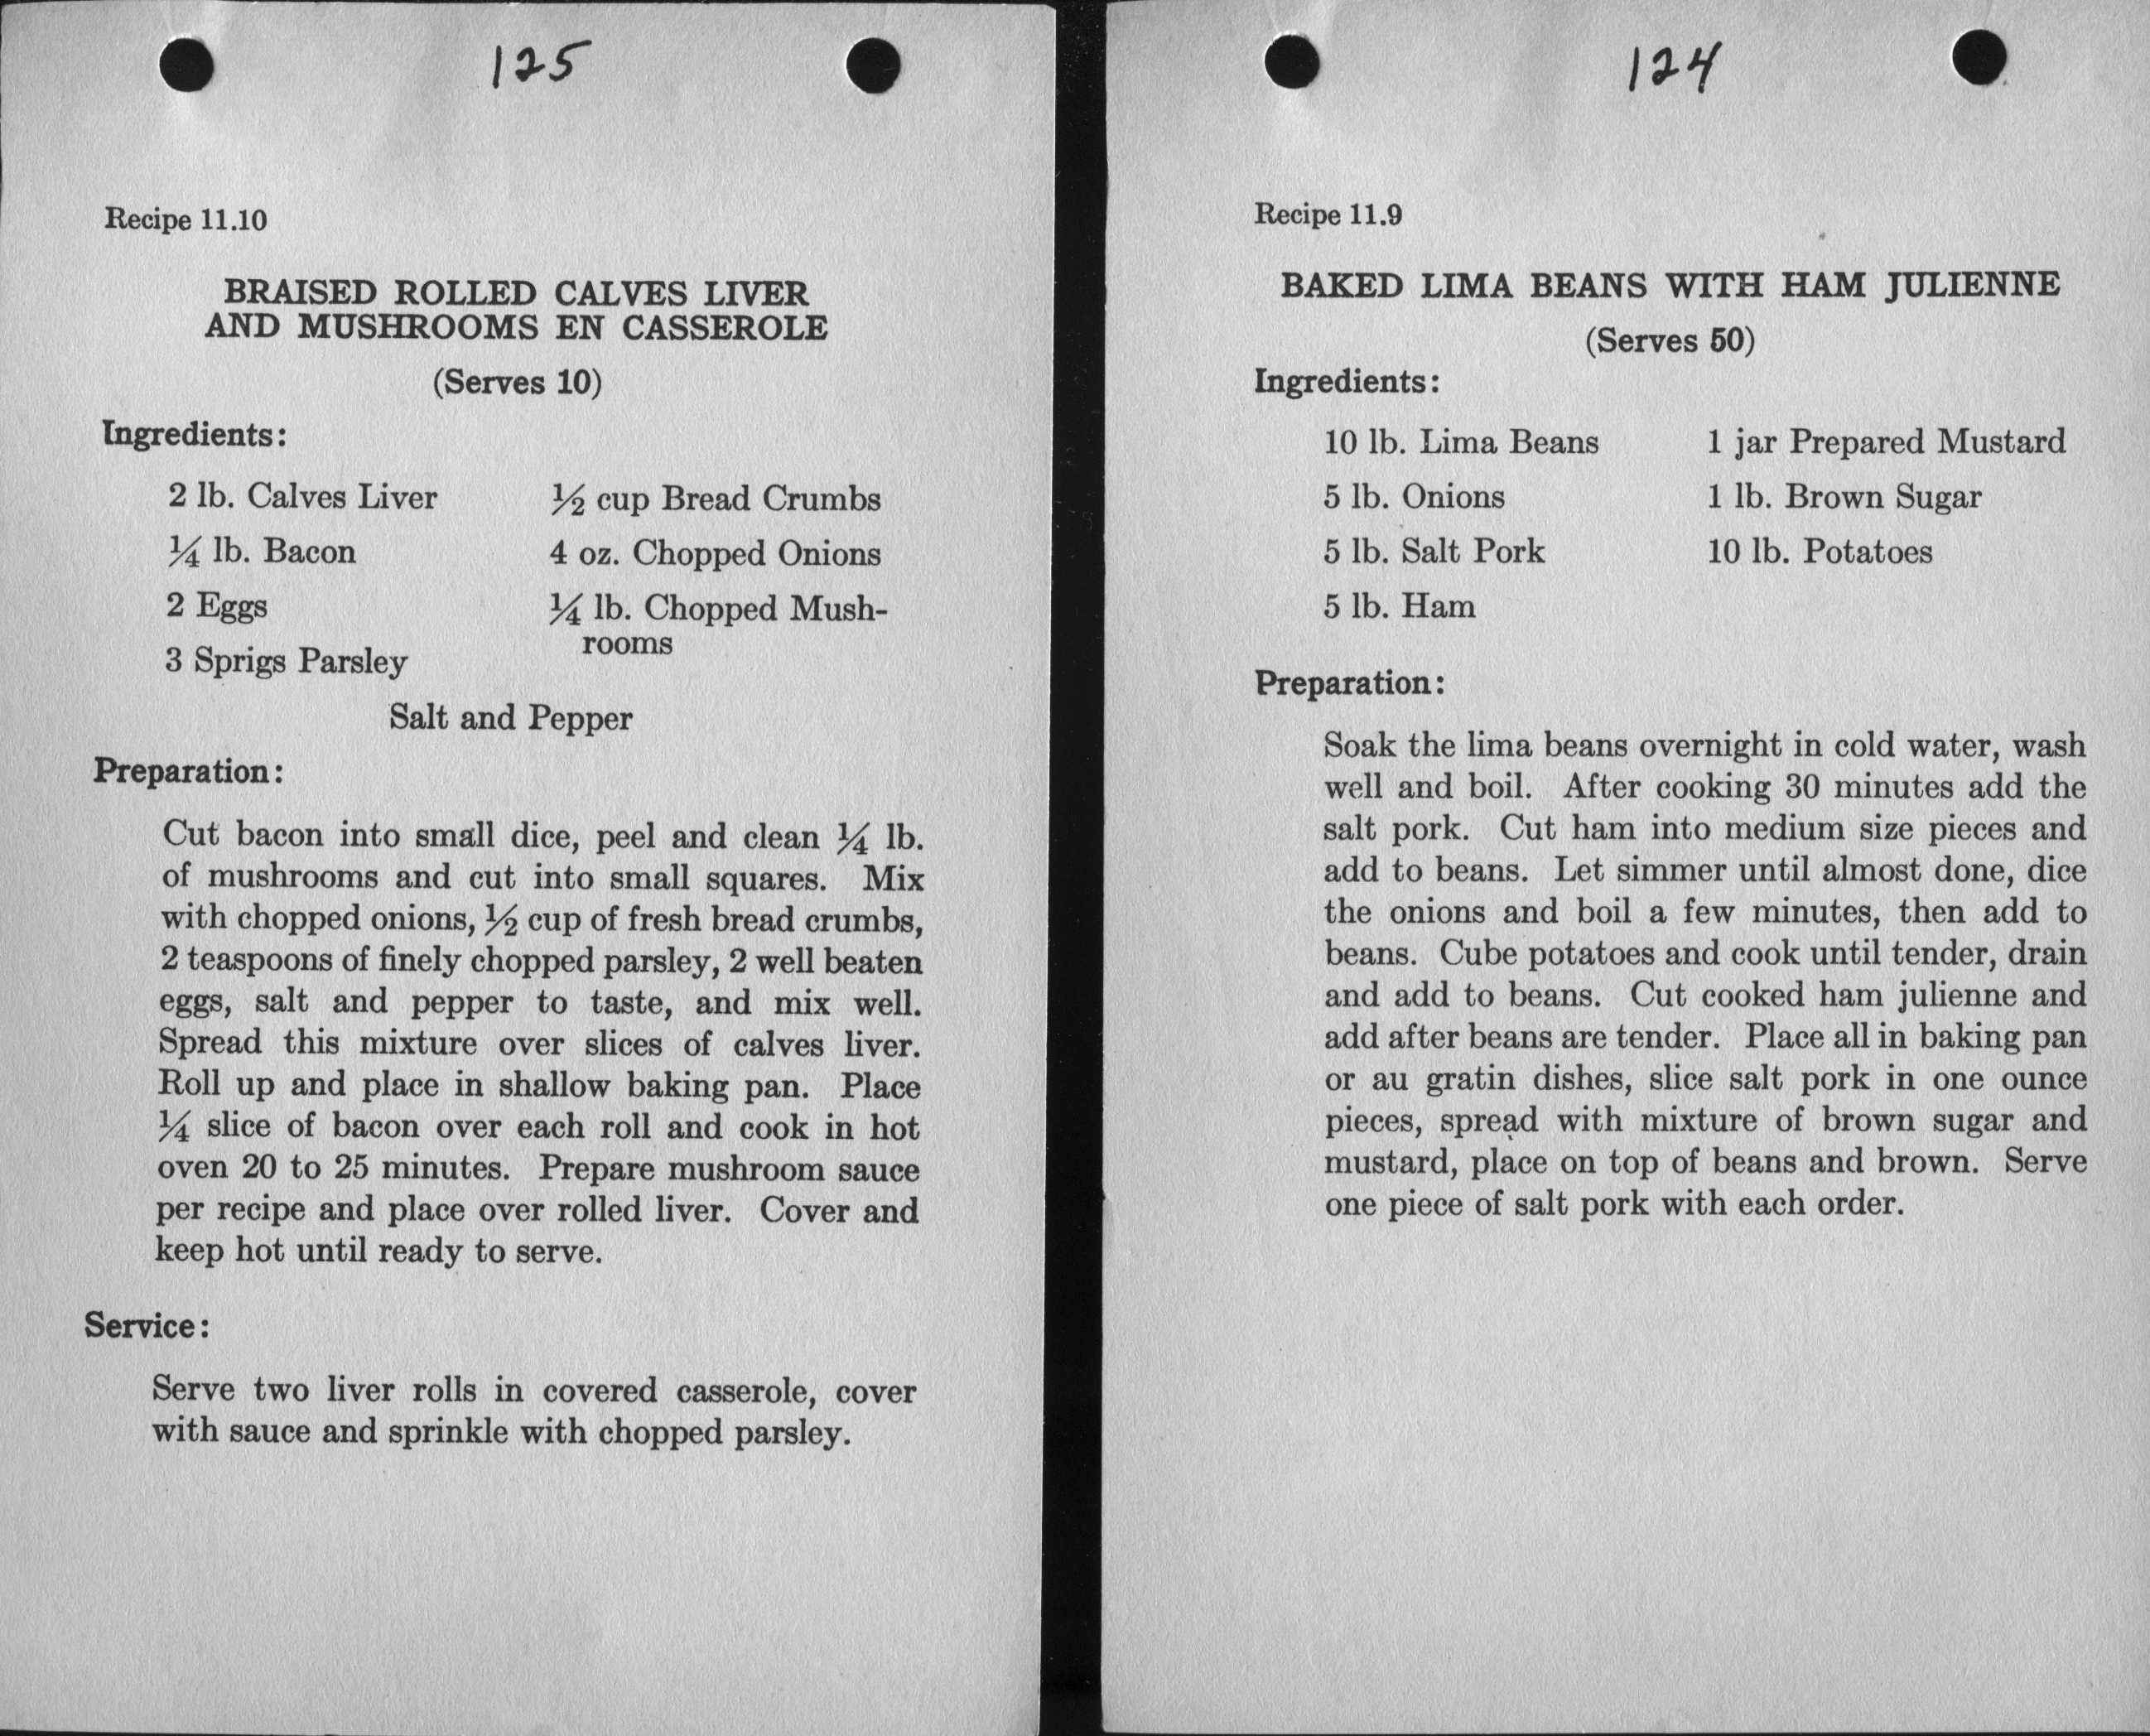 125
Recipe 11.10
BRAISED ROLLED CALVES LIVER
AND MUSHROOMS EN CASSEROLE
(Serves 10)
Ingredients:
2 lb. Calves Liver
¼ lb. Bacon
2 Eggs
3 Sprigs Parsley
½ cup Bread Crumbs
4 oz. Chopped Onions
¼ lb. Chopped Mush-
rooms
Salt and Pepper
Preparation:
Cut bacon into small dice, peel and clean ¼ lb.
of mushrooms and cut into small squares. Mix
with chopped onions, ½ cup of fresh bread crumbs,
2 teaspoons of finely chopped parsley, 2 well beaten
eggs, salt and pepper to taste, and mix well.
Spread this mixture over slices of calves liver.
Roll up and place in shallow baking pan. Place
¼ slice of bacon over each roll and cook in hot
oven 20 to 25 minutes. Prepare mushroom sauce
per recipe and place over rolled liver. Cover and
keep hot until ready to serve.
Service:
Serve two liver rolls in covered casserole, cover
with sauce and sprinkle with chopped parsley.
124
Recipe 11.9
BAKED LIMA BEANS WITH HAM JULIENNE
(Serves 50)
Ingredients:
10 lb. Lima Beans
5 lb. Onions
5 lb. Salt Pork
5 lb. Ham
1 jar Prepared Mustard
1 lb. Brown Sugar
10 lb. Potatoes
Preparation:
Soak the lima beans overnight in cold water, wash
well and boil. After cooking 30 minutes add the
salt pork. Cut ham into medium size pieces and
add to beans. Let simmer until almost done, dice
the onions and boil a few minutes, then add to
beans. Cube potatoes and cook until tender, drain
and add to beans. Cut cooked ham julienne and
add after beans are tender. Place all in baking pan
or au gratin dishes, slice salt pork in one ounce
pieces, spread with mixture of brown sugar and
mustard, place on top of beans and brown. Serve
one piece of salt pork with each order.